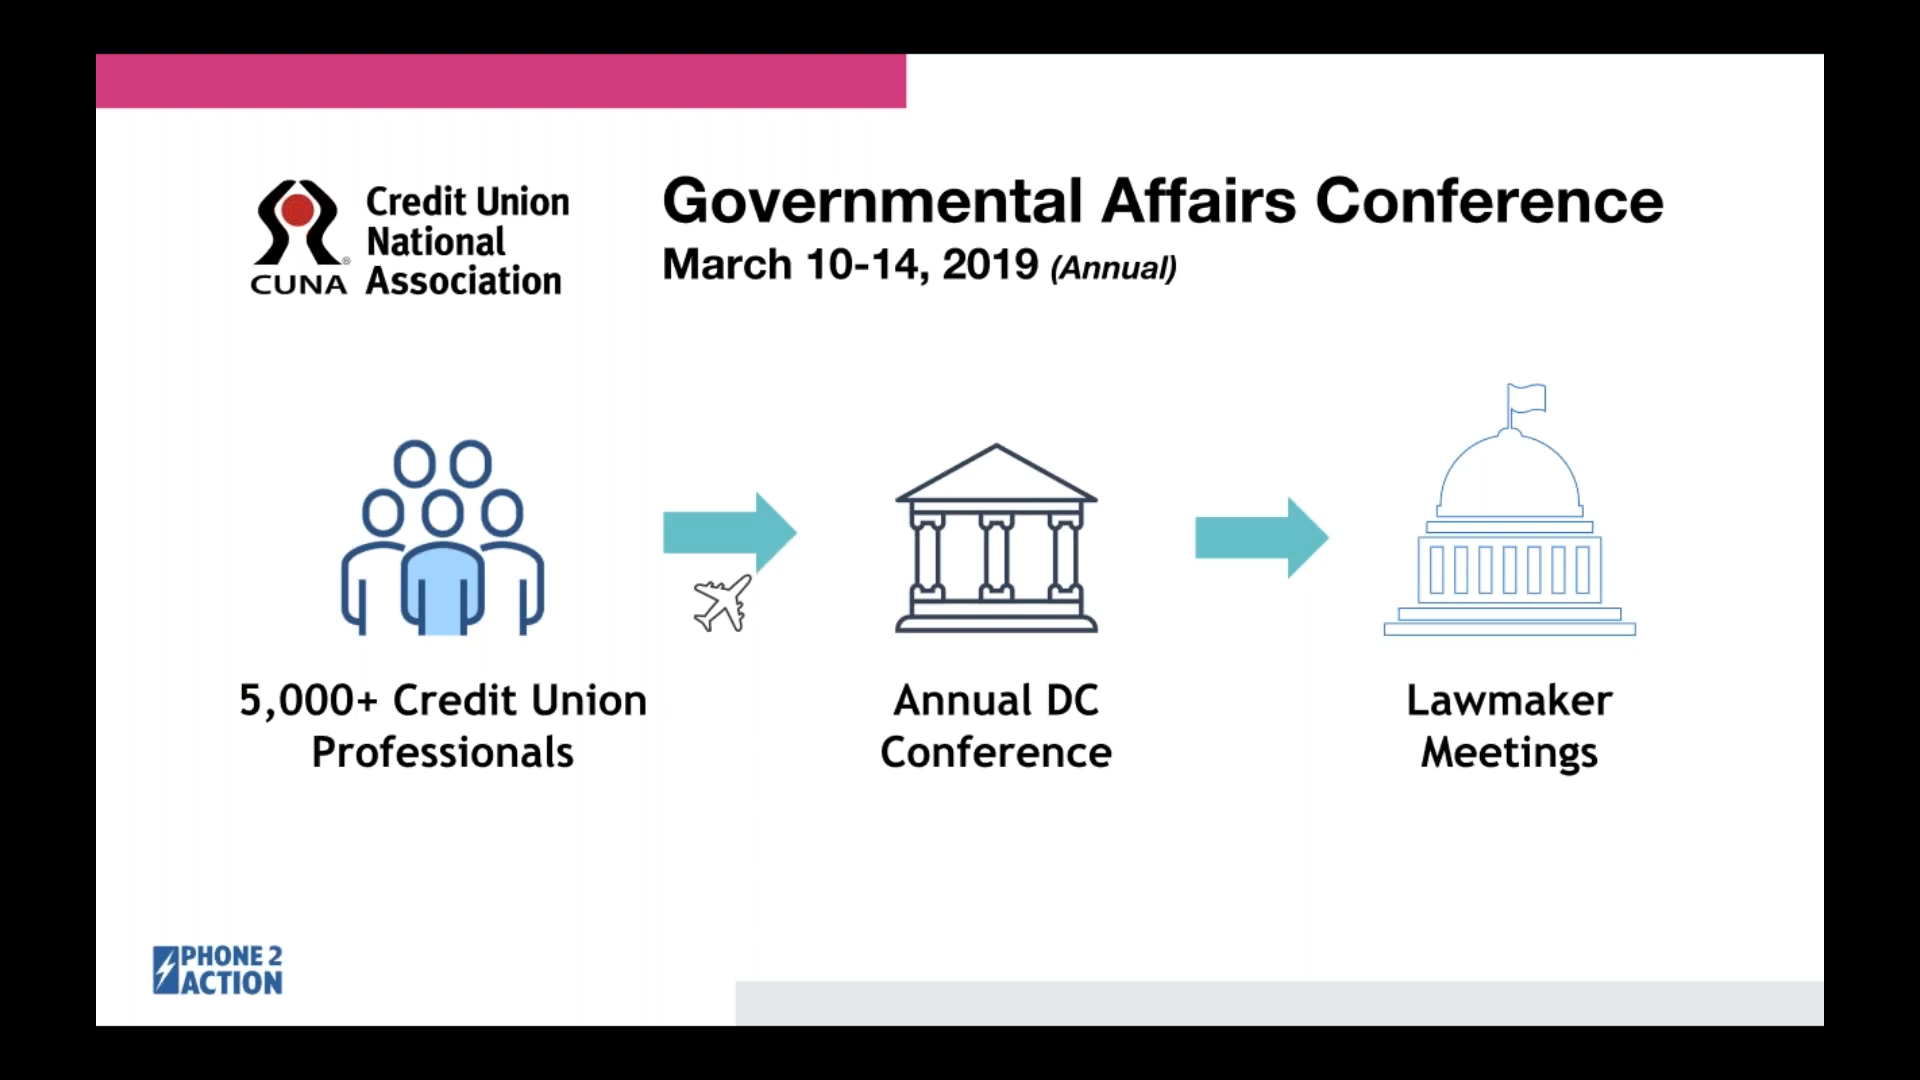 Credit Union
National
Association
CUNA
®
Governmental Affairs Conference
March 10-14, 2019 (Annual)
5,000+ Credit Union
Professionals
Annual DC
Conference
Lawmaker
Meetings
PHONE 2
ACTION